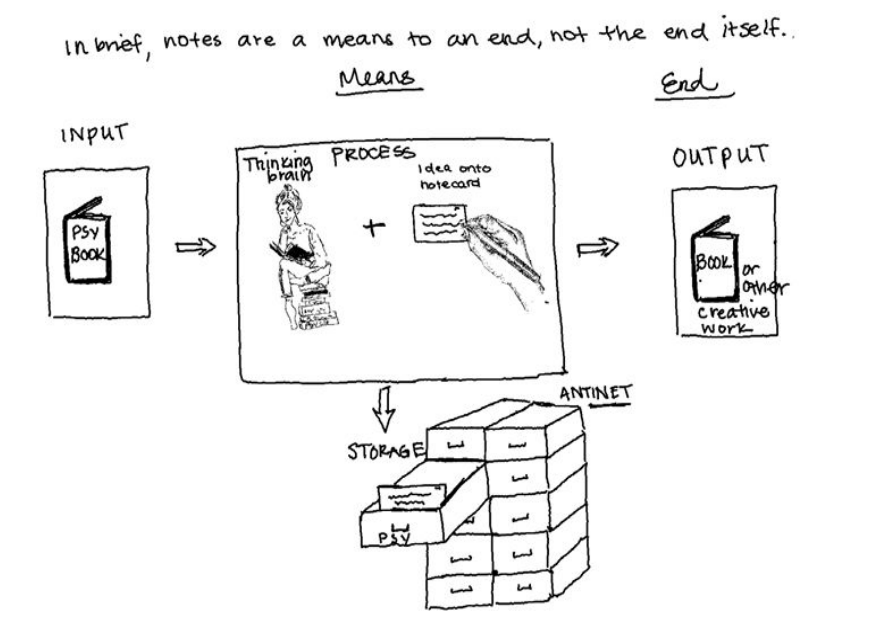 In brief, notes are a means to an end, not the end itself..
Means
End
INPUT
PSY
BOOK
PROCESS
Thinking
brain
+
Idea onto
notecard
OUTPUT
BOOK
or
other
creative
work
STORAGE
PSY
ANTINET